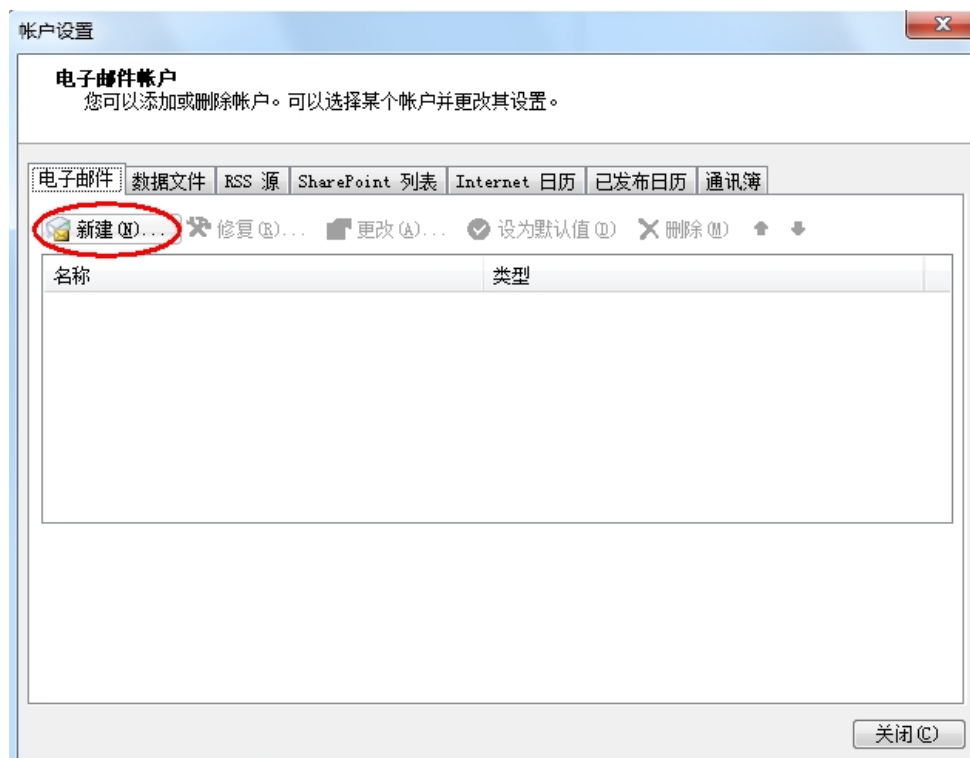 帐户设置
电子邮件帐户
您可以添加或删除帐户。可以选择某个帐户并更改其设置。
电子邮件 数据文件 RSS 源 SharePoint 列表 Internet 日历 已发布日历 通讯簿
新建(N)... 修复(R)... 更改(A)... 设为默认值(D) 删除(M)
名称 类型
关闭(C)